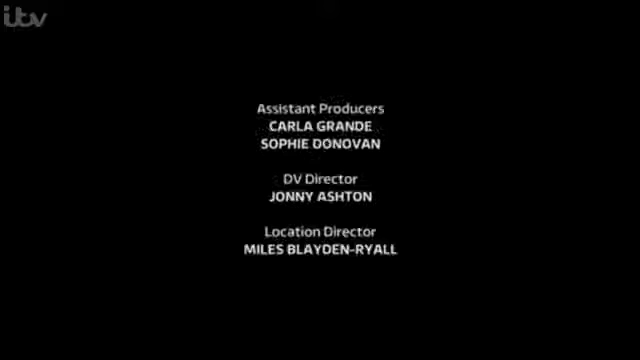 itv
Assistant Producers
CARLA GRANDE
SOPHIE DONOVAN
DV Director
JONNY ASHTON
Location Director
MILES BLAYDEN-RYALL